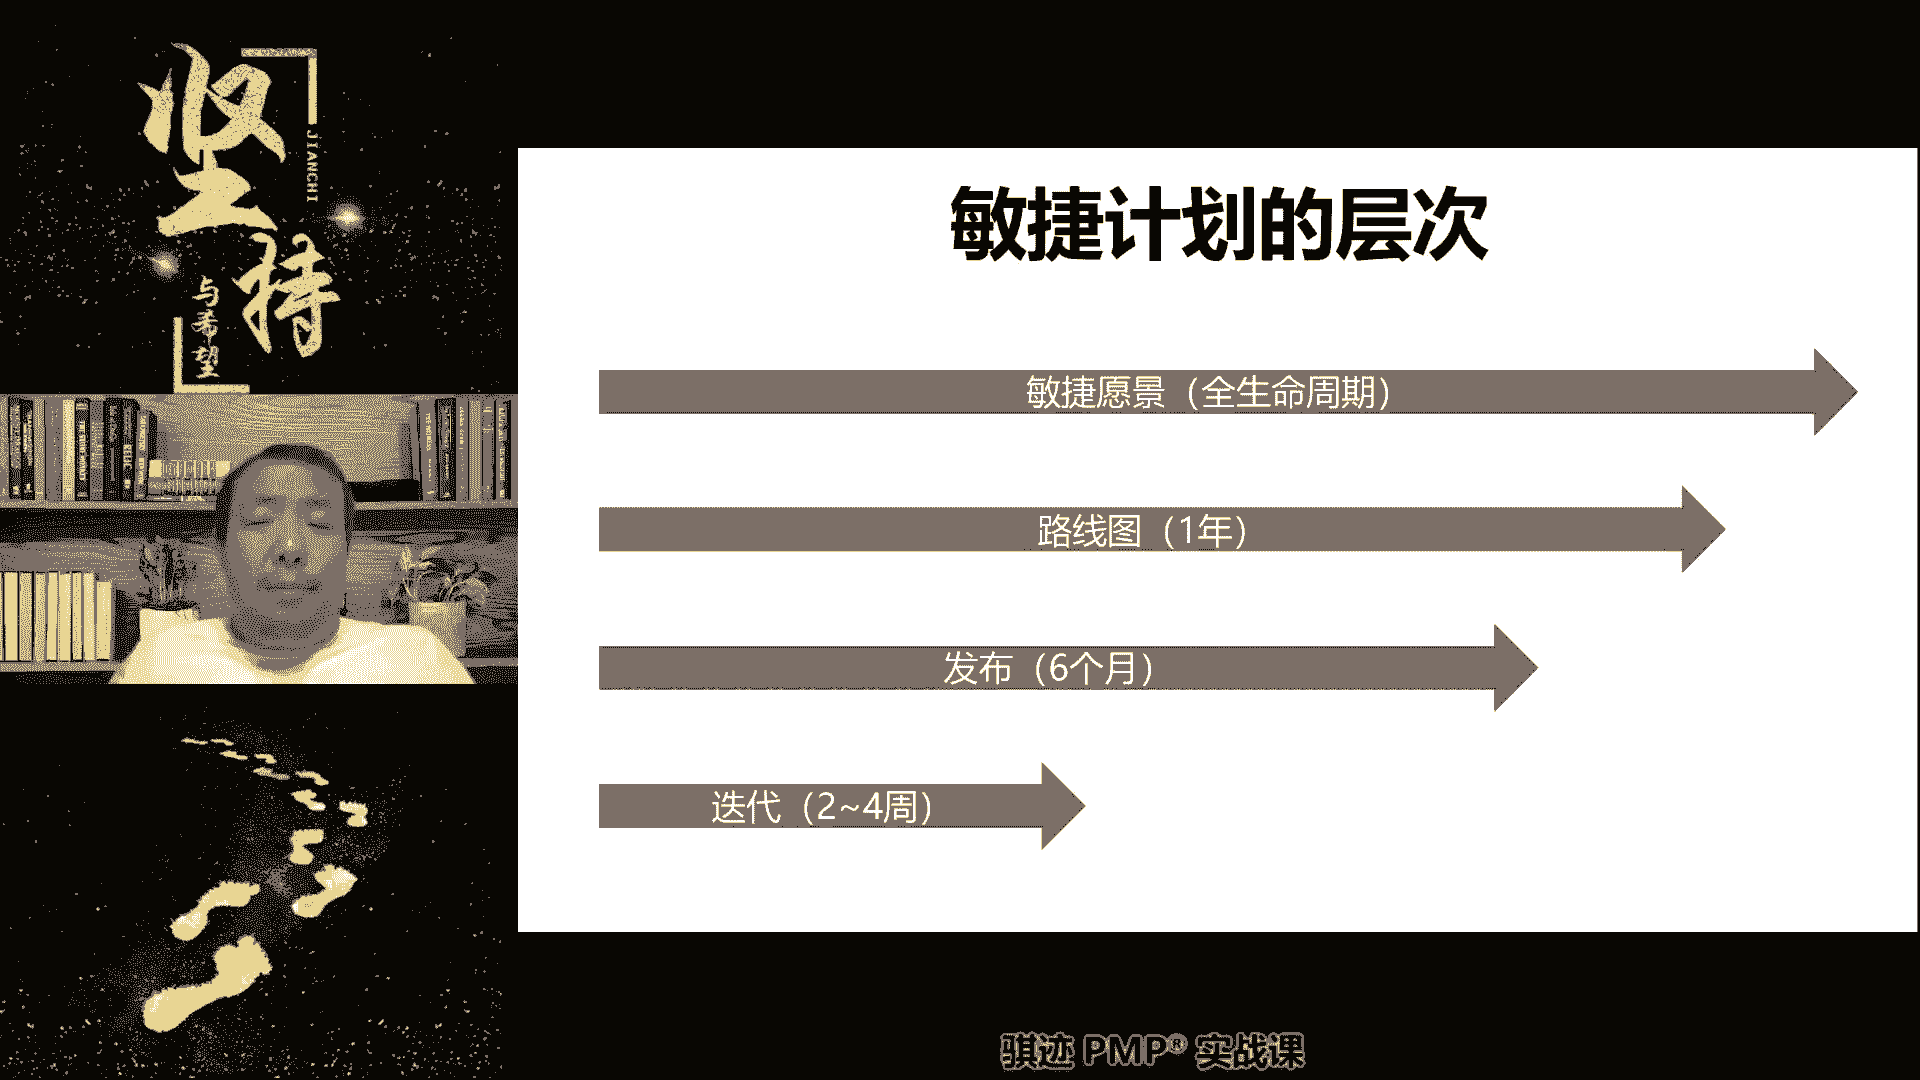 坚持
JIANCHI
与希望
敏捷计划的层次
敏捷愿景（全生命周期）
路线图（1年）
发布（6个月）
迭代（2~4周）
骐迹 PMP® 实战课